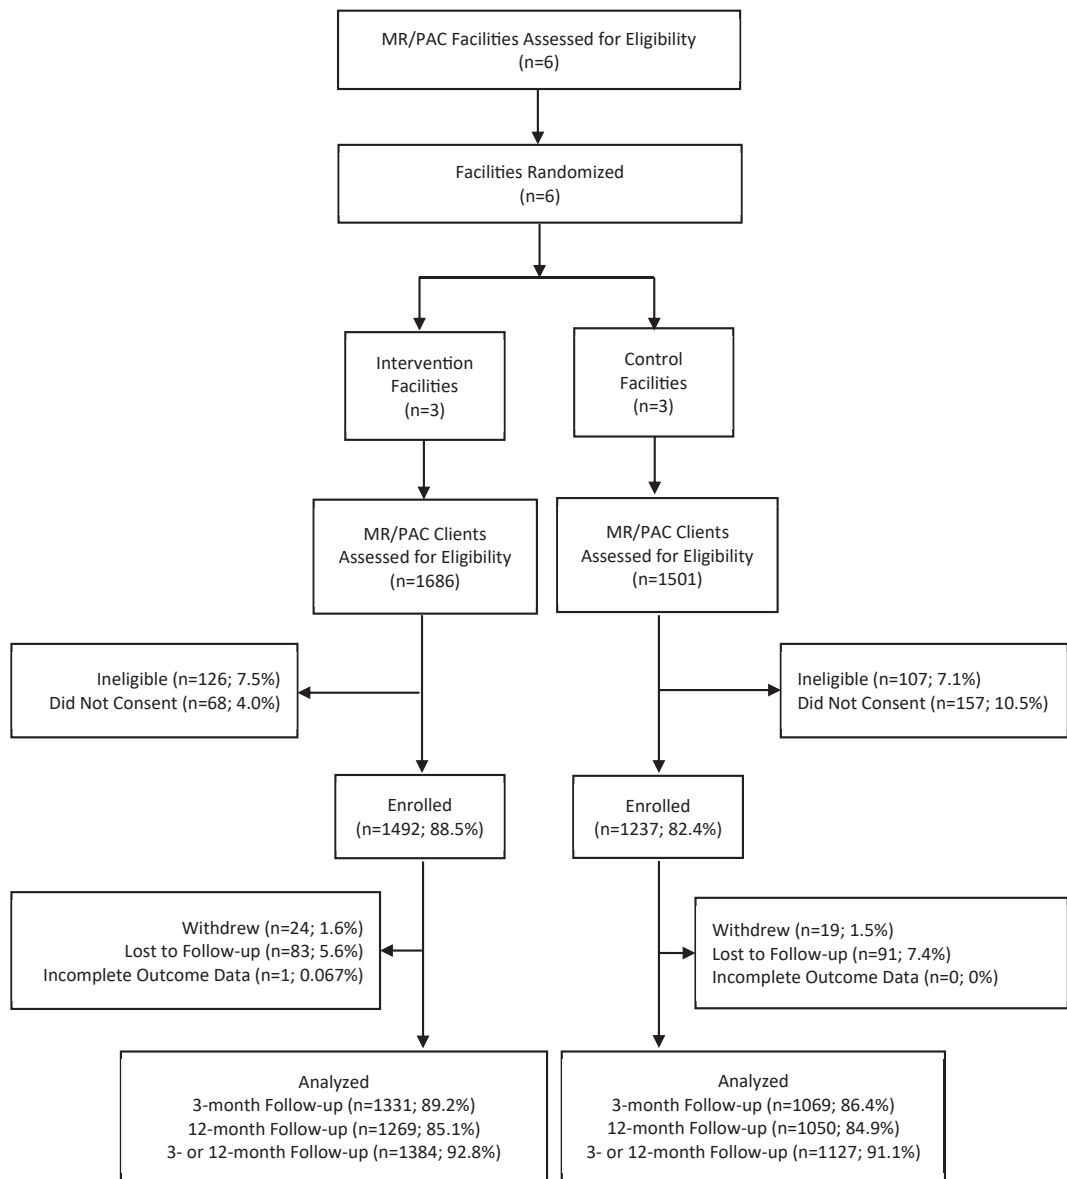 MR/PAC Facilities Assessed for Eligibility
(n=6)
Facilities Randomized
(n=6)
Intervention
Facilities
(n=3)
Control
Facilities
(n=3)
MR/PAC Clients
Assessed for Eligibility
(n=1686)
MR/PAC Clients
Assessed for Eligibility
(n=1501)
Ineligible (n=126; 7.5%)
Did Not Consent (n=68; 4.0%)
Ineligible (n=107; 7.1%)
Did Not Consent (n=157; 10.5%)
Enrolled
(n=1492; 88.5%)
Enrolled
(n=1237; 82.4%)
Withdrew (n=24; 1.6%)
Lost to Follow-up (n=83; 5.6%)
Incomplete Outcome Data (n=1; 0.067%)
Withdrew (n=19; 1.5%)
Lost to Follow-up (n=91; 7.4%)
Incomplete Outcome Data (n=0; 0%)
Analyzed
3-month Follow-up (n=1331; 89.2%)
12-month Follow-up (n=1269; 85.1%)
3- or 12-month Follow-up (n=1384; 92.8%)
Analyzed
3-month Follow-up (n=1069; 86.4%)
12-month Follow-up (n=1050; 84.9%)
3- or 12-month Follow-up (n=1127; 91.1%)